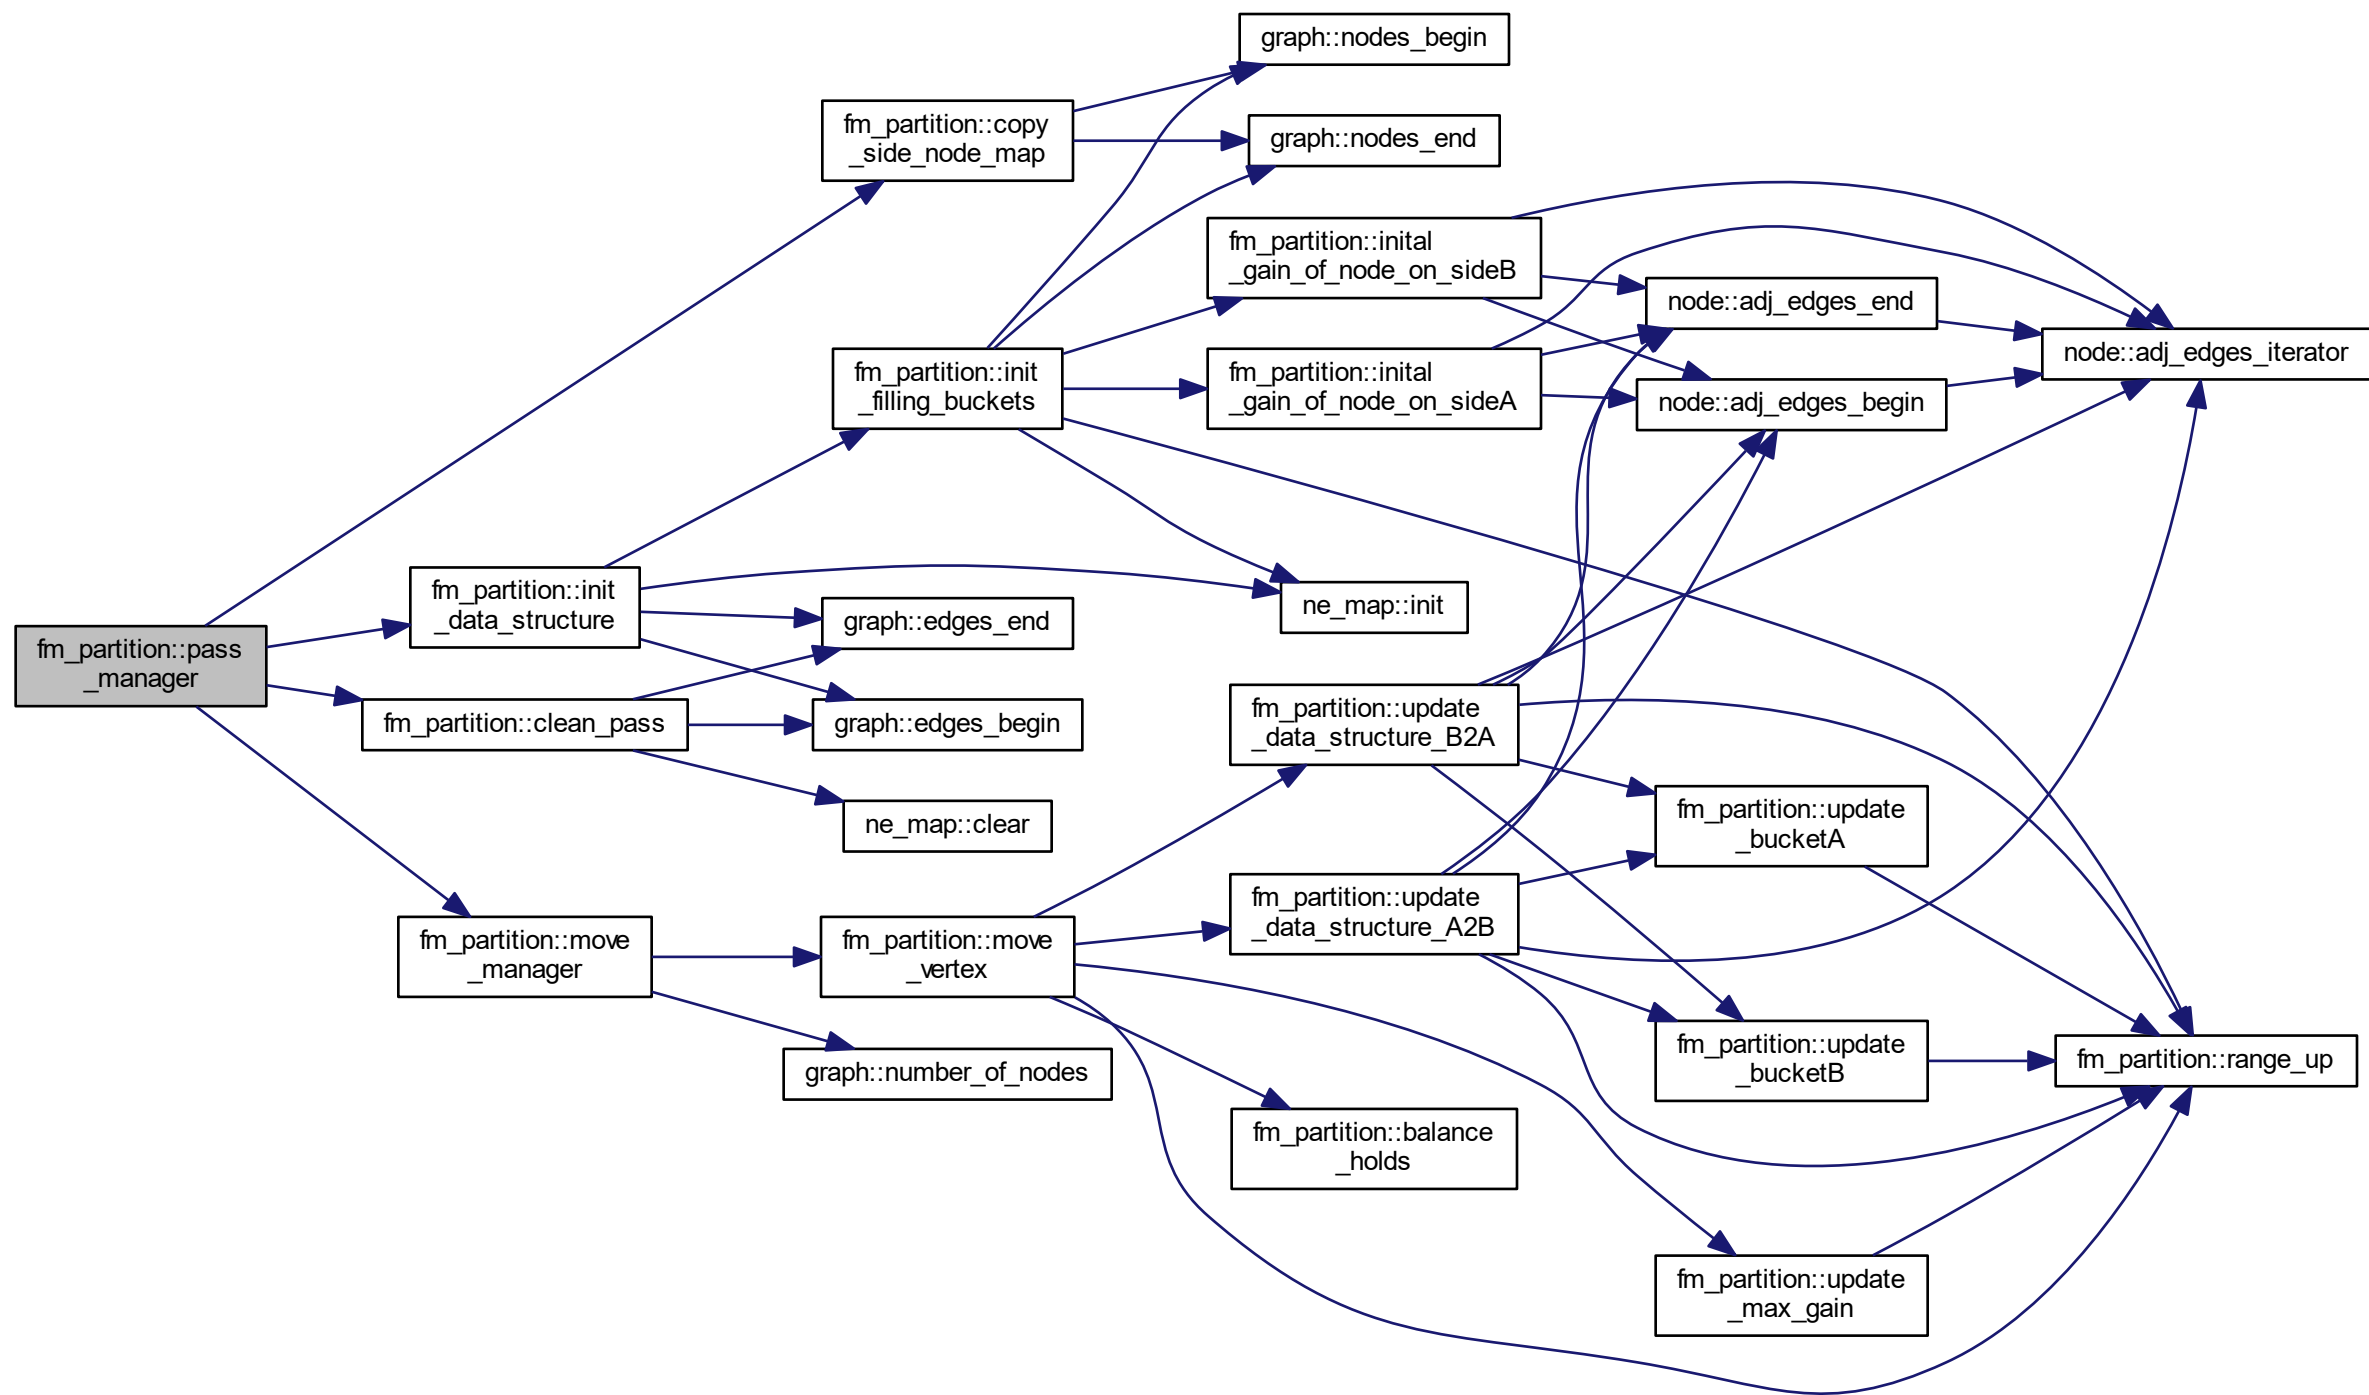 fm_partition::pass
_manager
fm_partition::copy
_side_node_map
graph::nodes_begin
graph::nodes_end
fm_partition::init
_data_structure
fm_partition::init
_filling_buckets
fm_partition::inital
_gain_of_node_on_sideB
fm_partition::inital
_gain_of_node_on_sideA
node::adj_edges_end
node::adj_edges_begin
node::adj_edges_iterator
ne_map::init
graph::edges_end
graph::edges_begin
fm_partition::clean_pass
ne_map::clear
fm_partition::move
_manager
fm_partition::move
_vertex
graph::number_of_nodes
fm_partition::update
_data_structure_B2A
fm_partition::update
_data_structure_A2B
fm_partition::balance
_holds
fm_partition::update
_bucketA
fm_partition::update
_bucketB
fm_partition::update
_max_gain
fm_partition::range_up